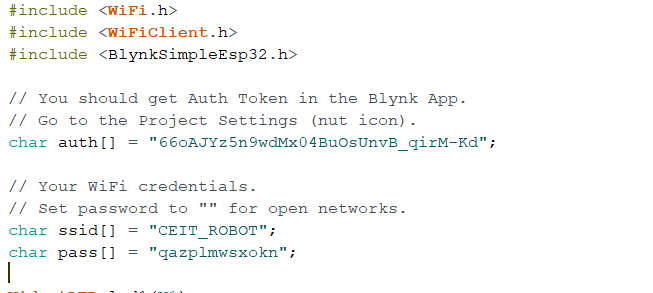 #include <WiFi.h>
#include <WiFiClient.h>
#include <BlynkSimpleEsp32.h>
// You should get Auth Token in the Blynk App.
// Go to the Project Settings (nut icon).
char auth[] = "66oAJYz5n9wdMx04BuOsUnvB_qirM-Kd";
// Your WiFi credentials.
// Set password to "" for open networks.
char ssid[] = "CEIT_ROBOT";
char pass[] = "qazplmwsxokn";